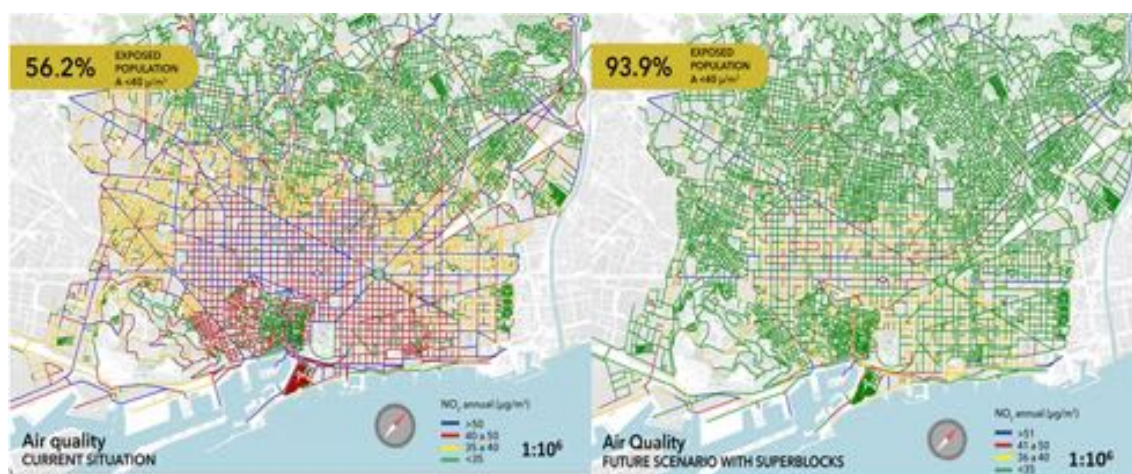 56.2%
EXPOSED
POPULATION
A <40 µ/m³
Air quality
CURRENT SITUATION
NO₂ annual (µg/m³)
>50
40 a 50
35 a 40
<35
1:10⁶
93.9%
EXPOSED
POPULATION
A <40 µ/m³
Air Quality
FUTURE SCENARIO WITH SUPERBLOCKS
NO₂ annual (µg/m³)
>51
41 a 50
36 a 40
<35
1:10⁶